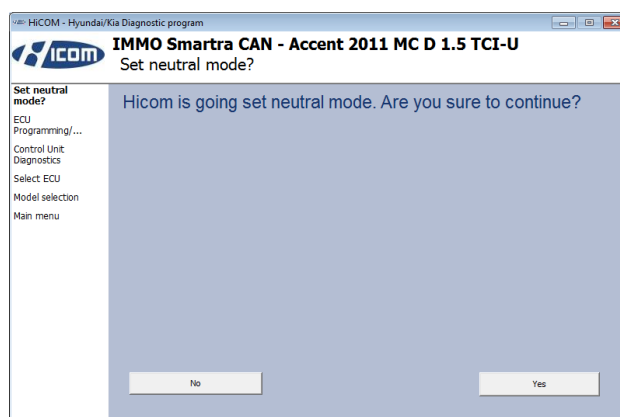 HiCOM - Hyundai/Kia Diagnostic program
Hicom
IMMO Smartra CAN - Accent 2011 MC D 1.5 TCI-U
Set neutral mode?
Set neutral
mode?
ECU
Programming/...
Control Unit
Diagnostics
Select ECU
Model selection
Main menu
Hicom is going set neutral mode. Are you sure to continue?
No
Yes